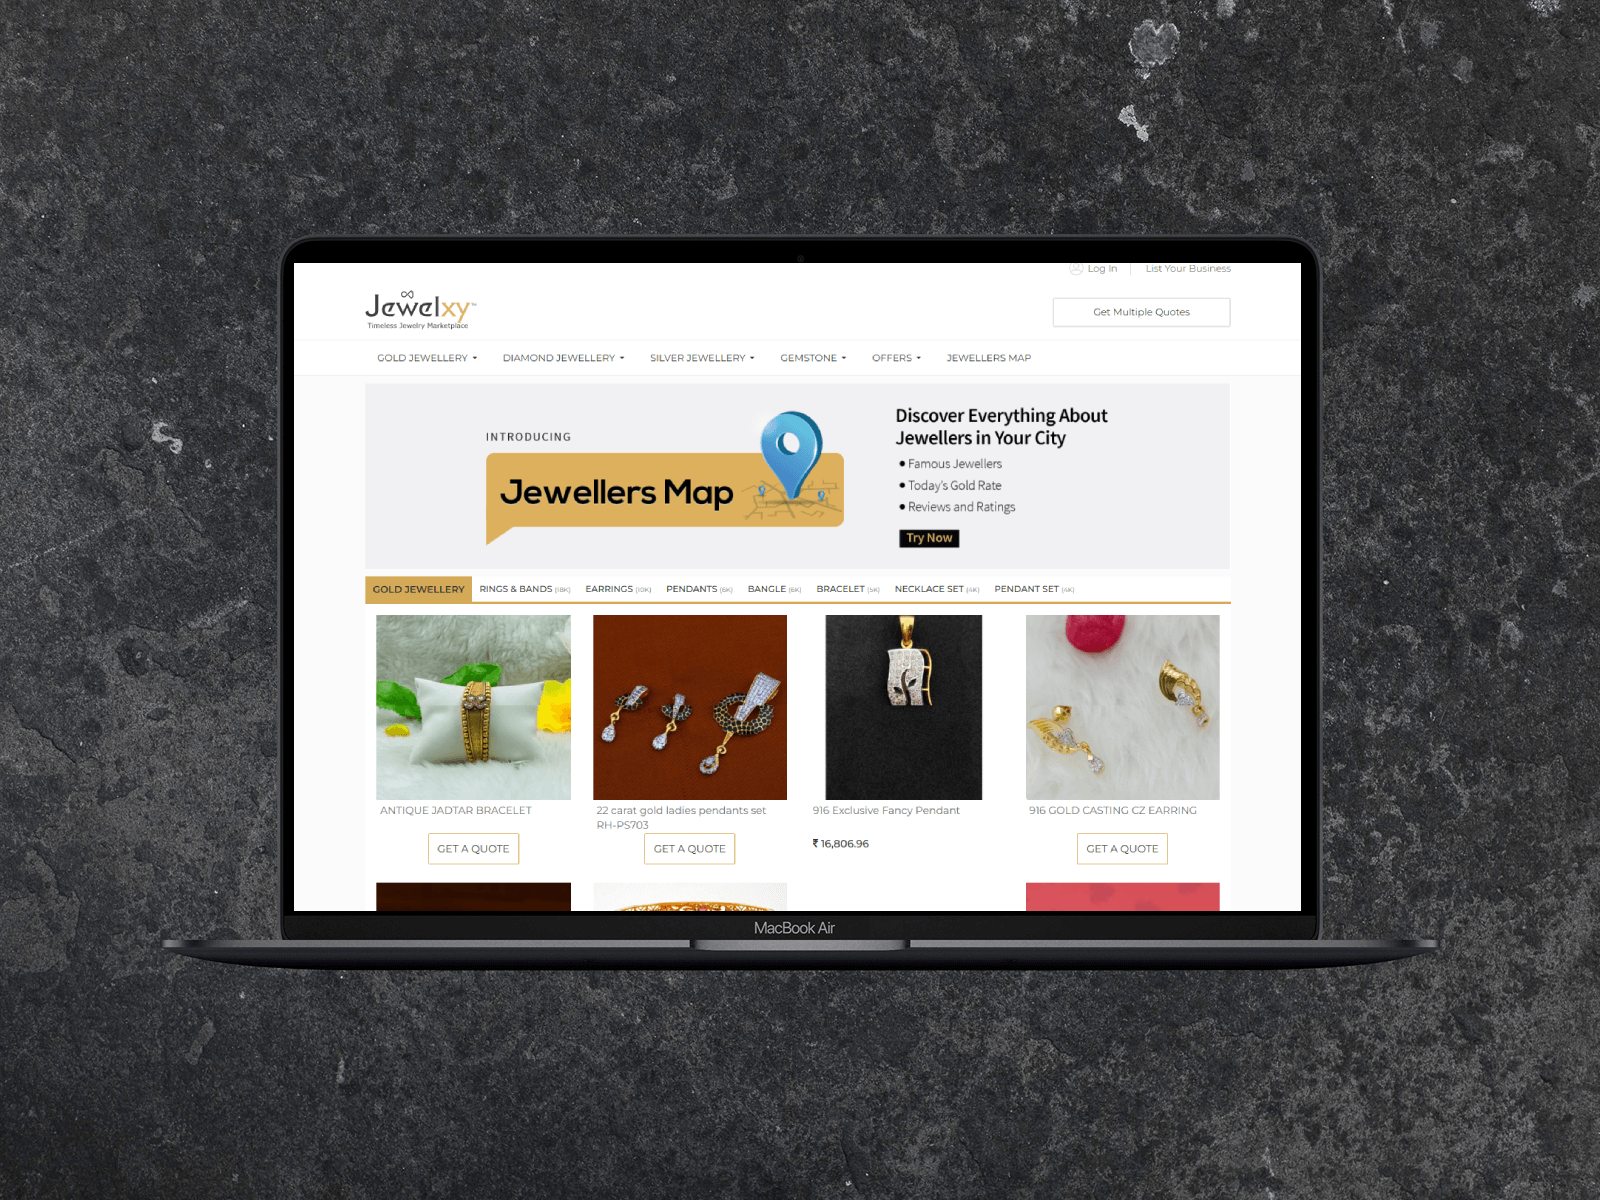 Log In
List Your Business
Jewelxy™
Timeless Jewelry Marketplace
Get Multiple Quotes
GOLD JEWELLERY
DIAMOND JEWELLERY
SILVER JEWELLERY
GEMSTONE
OFFERS
JEWELLERS MAP
INTRODUCING
Jewellers Map
Discover Everything About
Jewellers in Your City
• Famous Jewellers
• Today's Gold Rate
• Reviews and Ratings
Try Now
GOLD JEWELLERY
RINGS & BANDS (18K)
EARRINGS (10K)
PENDANTS (6K)
BANGLE (6K)
BRACELET (5K)
NECKLACE SET (4K)
PENDANT SET (4K)
ANTIQUE JADTAR BRACELET
GET A QUOTE
22 carat gold ladies pendants set
RH-PS703
GET A QUOTE
916 Exclusive Fancy Pendant
₹ 16,806.96
916 GOLD CASTING CZ EARRING
GET A QUOTE
MacBook Air